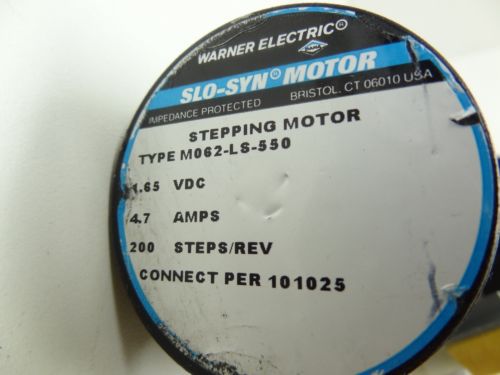 WARNER ELECTRIC®
SLO-SYN® MOTOR
IMPEDANCE PROTECTED BRISTOL, CT 06010 USA
STEPPING MOTOR
TYPE M062-LS-550
1.65 VDC
4.7 AMPS
200 STEPS/REV
CONNECT PER 101025